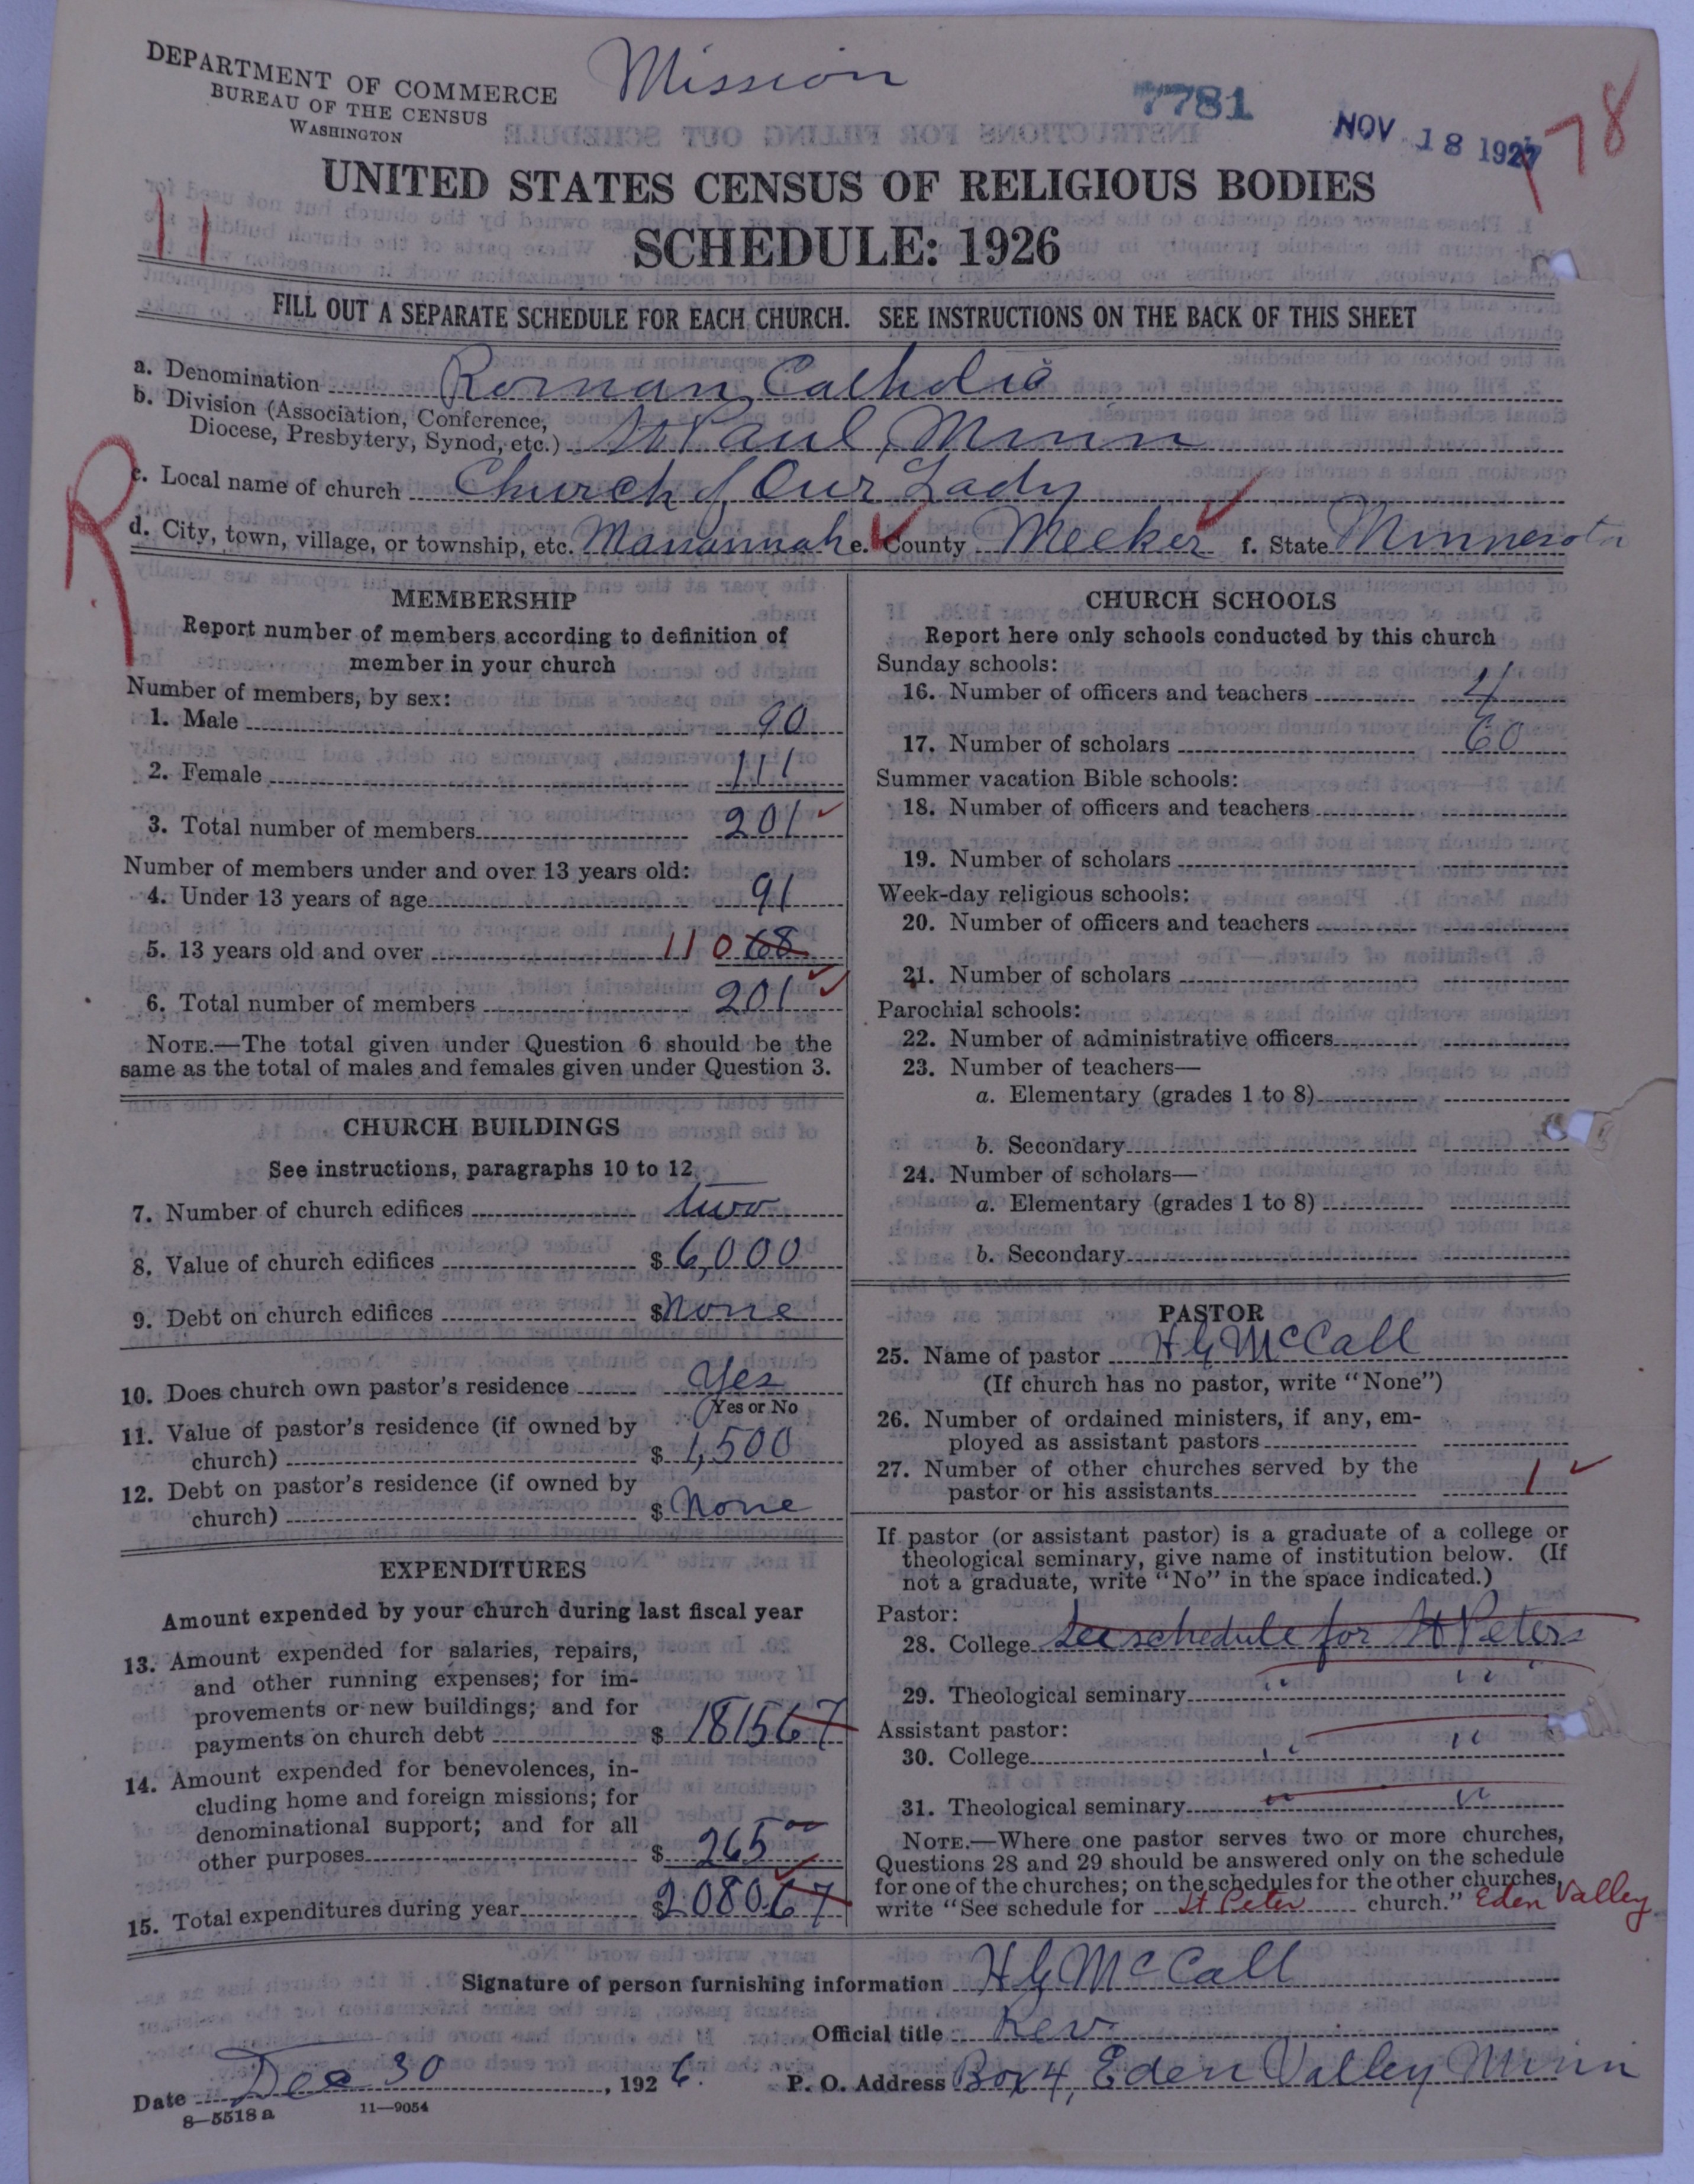 DEPARTMENT OF COMMERCE
BUREAU OF THE CENSUS
WASHINGTON
Mission
7781
NOV 18 1927
78
11
UNITED STATES CENSUS OF RELIGIOUS BODIES
SCHEDULE: 1926
FILL OUT A SEPARATE SCHEDULE FOR EACH CHURCH. SEE INSTRUCTIONS ON THE BACK OF THIS SHEET
a. Denomination Roman Catholic
b. Division (Association, Conference,
Diocese, Presbytery, Synod, etc.) St Paul, Minn
R
c. Local name of church Church of Our Lady
d. City, town, village, or township, etc. Manannah e. County Meeker f. State Minnesota
MEMBERSHIP
Report number of members according to definition of
member in your church
Number of members, by sex:
1. Male 90
2. Female 111
3. Total number of members 201
Number of members under and over 13 years old:
4. Under 13 years of age 91
5. 13 years old and over 110 68
6. Total number of members 201
NOTE.—The total given under Question 6 should be the
same as the total of males and females given under Question 3.
CHURCH BUILDINGS
See instructions, paragraphs 10 to 12
7. Number of church edifices two
8. Value of church edifices $ 6,000
9. Debt on church edifices $ None
10. Does church own pastor's residence Yes
Yes or No
11. Value of pastor's residence (if owned by
church) $ 1,500
12. Debt on pastor's residence (if owned by
church) $ None
EXPENDITURES
Amount expended by your church during last fiscal year
13. Amount expended for salaries, repairs,
and other running expenses; for im-
provements or new buildings; and for
payments on church debt $ 181567
14. Amount expended for benevolences, in-
cluding home and foreign missions; for
denominational support; and for all
other purposes $ 265 00
15. Total expenditures during year $ 2080.67
CHURCH SCHOOLS
Report here only schools conducted by this church
Sunday schools:
16. Number of officers and teachers 4
17. Number of scholars 60
Summer vacation Bible schools:
18. Number of officers and teachers
19. Number of scholars
Week-day religious schools:
20. Number of officers and teachers
21. Number of scholars
Parochial schools:
22. Number of administrative officers
23. Number of teachers—
a. Elementary (grades 1 to 8)
b. Secondary
24. Number of scholars—
a. Elementary (grades 1 to 8)
b. Secondary
PASTOR
25. Name of pastor H G McCall
(If church has no pastor, write "None")
26. Number of ordained ministers, if any, em-
ployed as assistant pastors
27. Number of other churches served by the
pastor or his assistants 1
If pastor (or assistant pastor) is a graduate of a college or
theological seminary, give name of institution below. (If
not a graduate, write "No" in the space indicated.)
Pastor:
28. College See schedule for St Peters
29. Theological seminary " "
Assistant pastor:
30. College " "
31. Theological seminary " "
NOTE.—Where one pastor serves two or more churches,
Questions 28 and 29 should be answered only on the schedule
for one of the churches; on the schedules for the other churches,
write "See schedule for St Peter church." Eden Valley
Signature of person furnishing information H G McCall
Official title Rev
Date Dec 30, 1926. P. O. Address Box 4, Eden Valley Minn
8—5518 a 11—9054